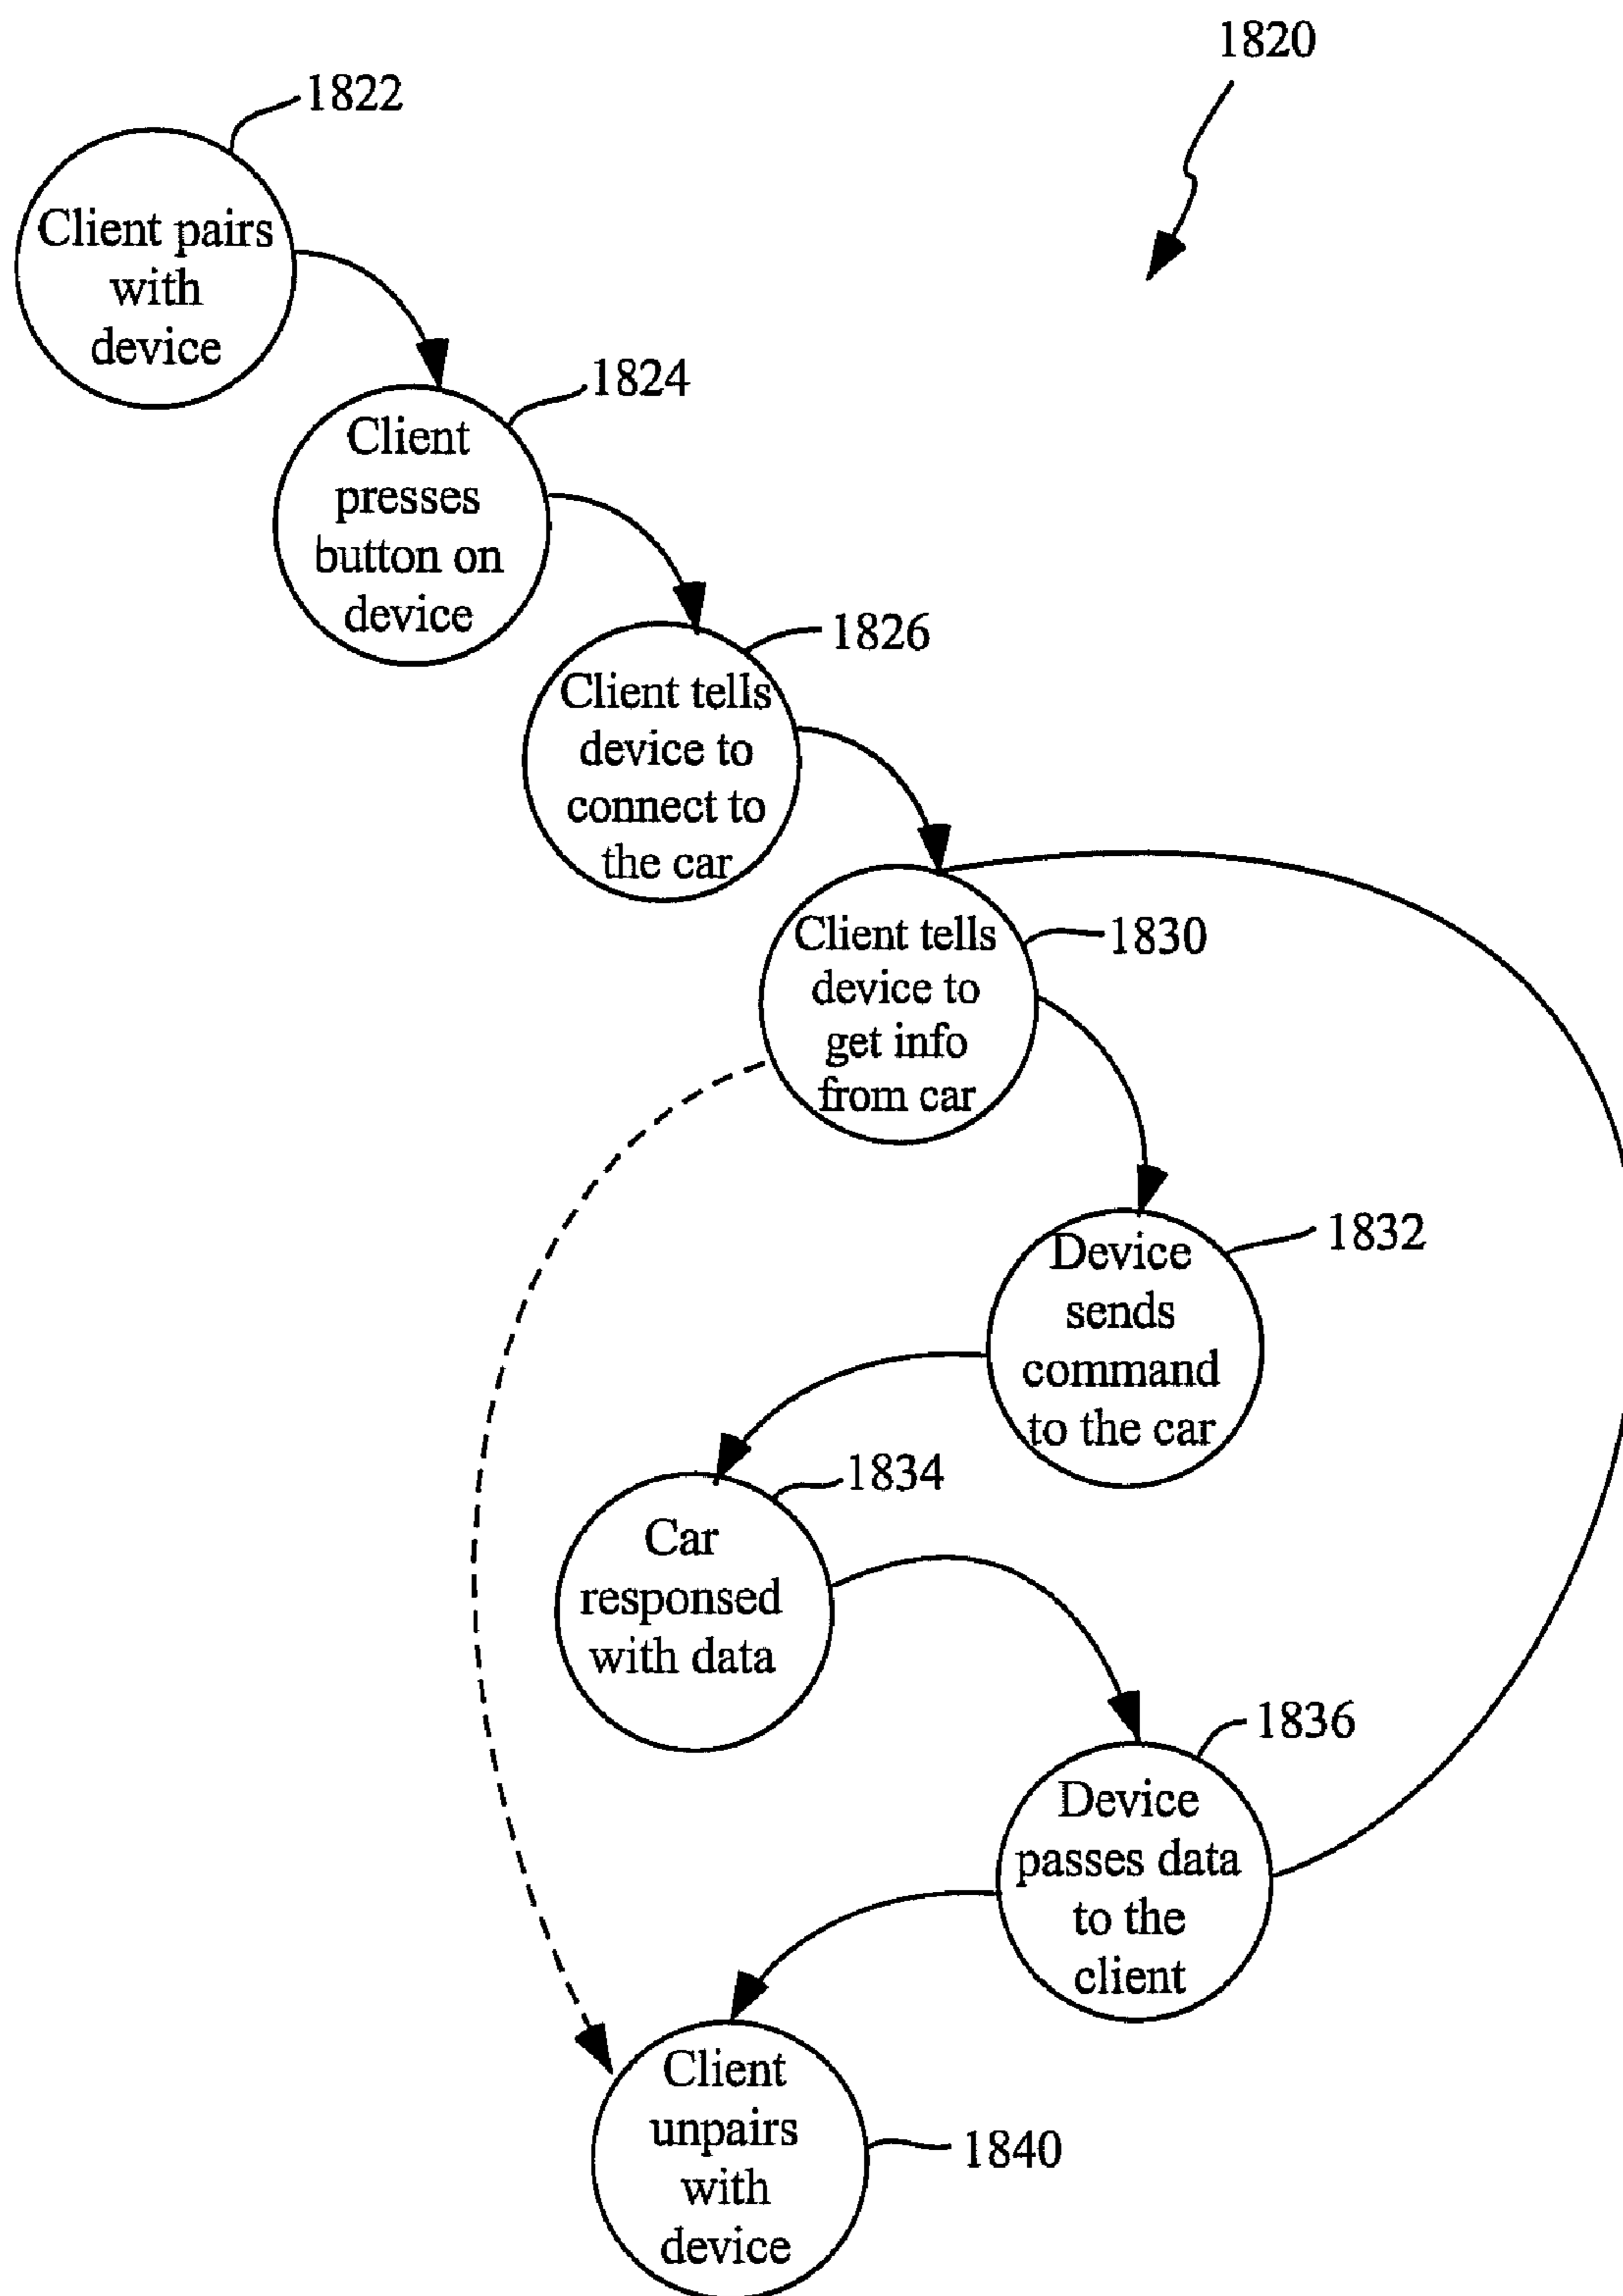 1820
1822
Client pairs
with
device
1824
Client
presses
button on
device
1826
Client tells
device to
connect to
the car
1830
Client tells
device to
get info
from car
1832
Device
sends
command
to the car
1834
Car
responsed
with data
1836
Device
passes data
to the
client
1840
Client
unpairs
with
device